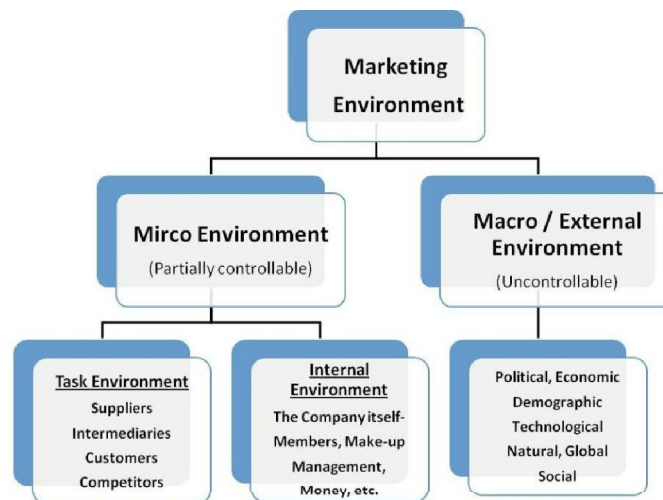 Marketing
Environment
Mirco Environment
(Partially controllable)
Macro / External
Environment
(Uncontrollable)
Task Environment
Suppliers
Intermediaries
Customers
Competitors
Internal
Environment
The Company itself-
Members, Make-up
Management,
Money, etc.
Political, Economic
Demographic
Technological
Natural, Global
Social